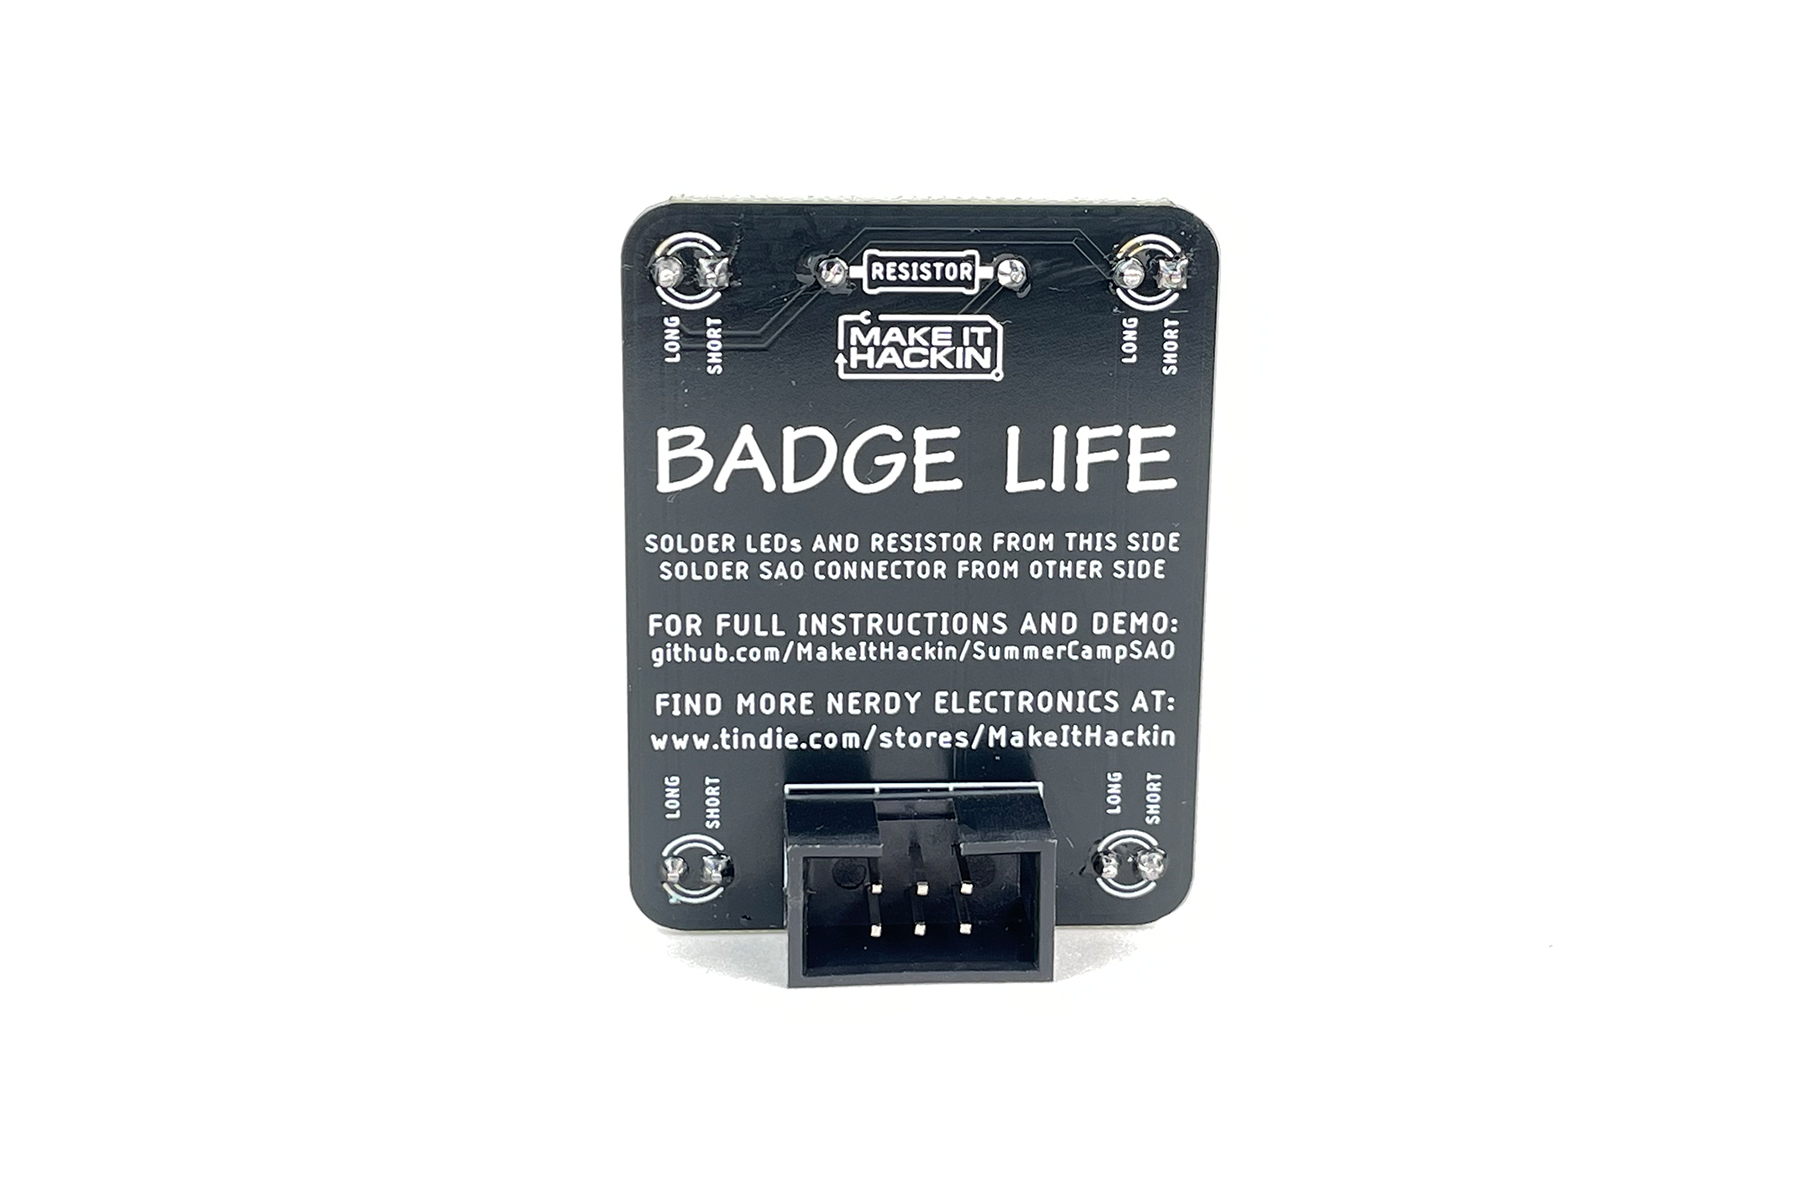 RESISTOR
LONG
SHORT
MAKE IT
HACKIN
LONG
SHORT
BADGE LIFE
SOLDER LEDs AND RESISTOR FROM THIS SIDE
SOLDER SAO CONNECTOR FROM OTHER SIDE
FOR FULL INSTRUCTIONS AND DEMO:
github.com/MakeItHackin/SummerCampSAO
FIND MORE NERDY ELECTRONICS AT:
www.tindie.com/stores/MakeItHackin
LONG
SHORT
LONG
SHORT